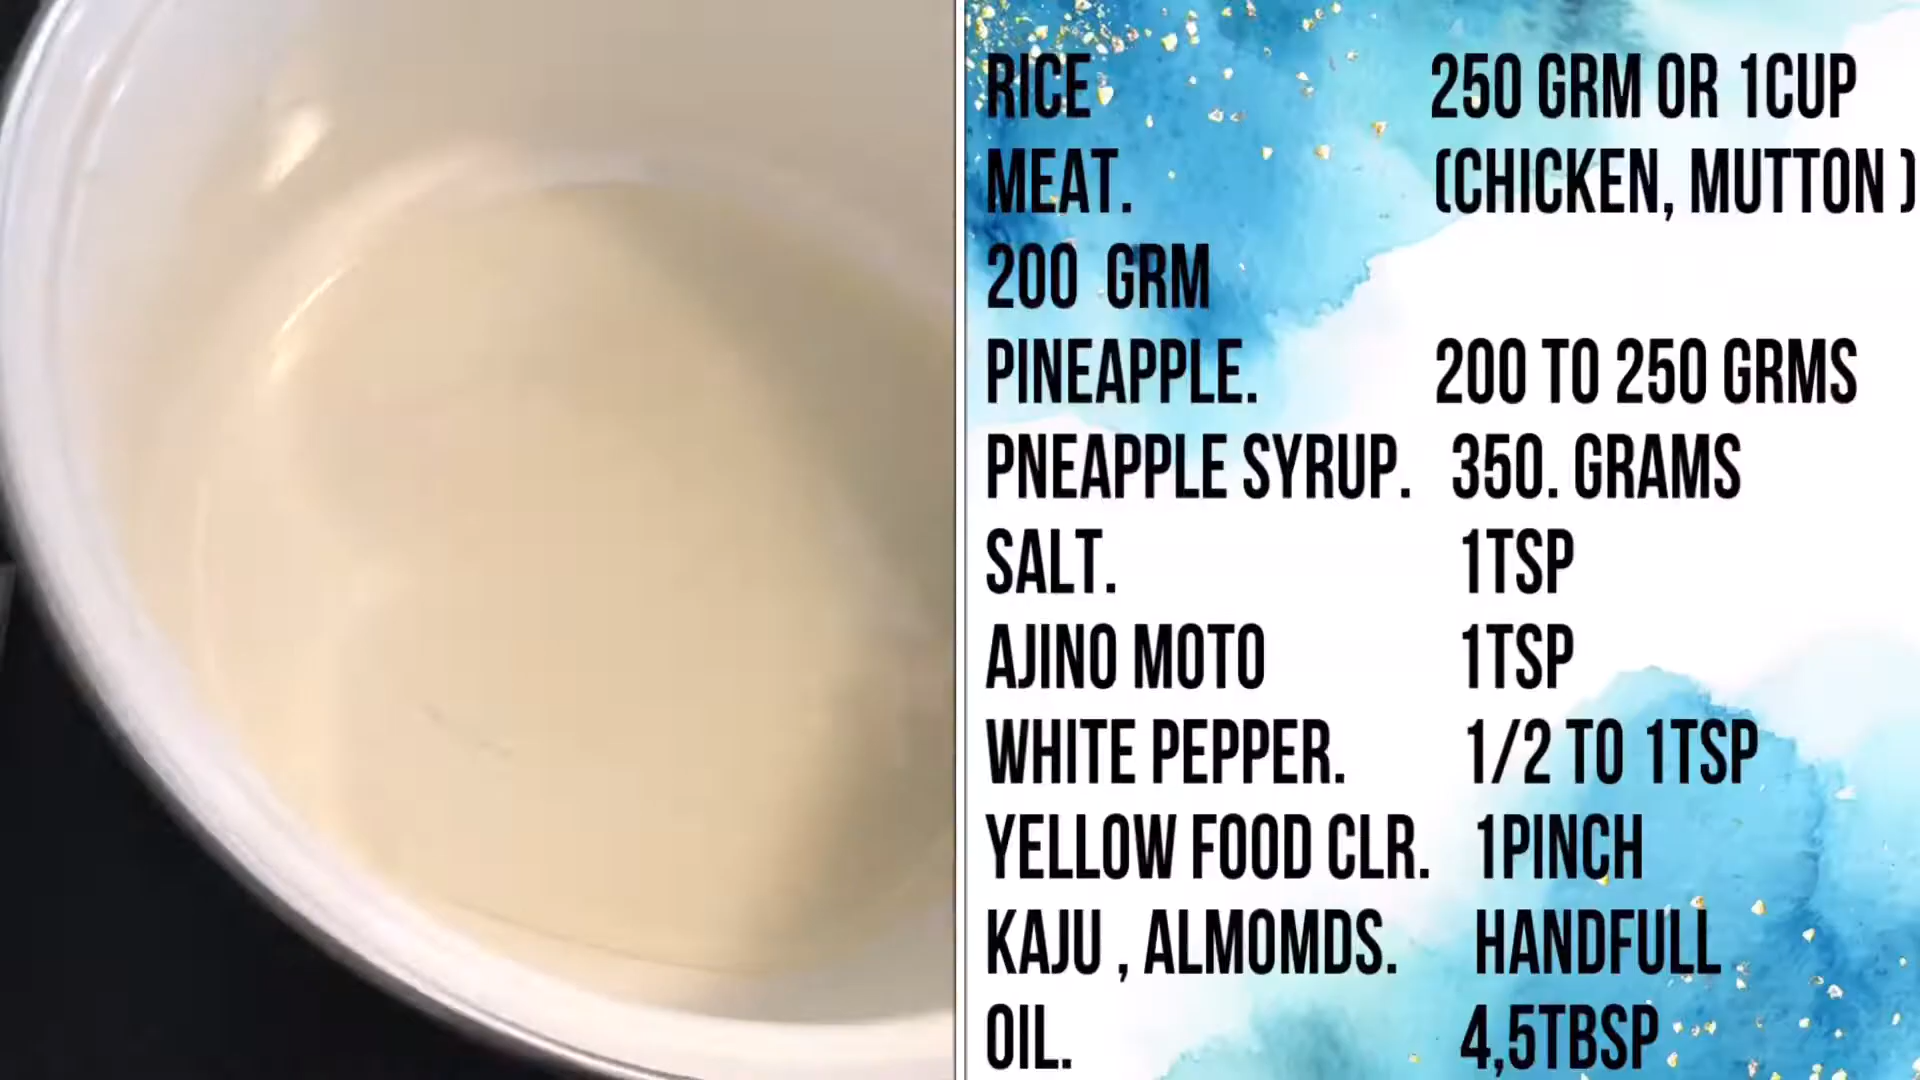 RICE 250 GRM OR 1CUP
MEAT. (CHICKEN, MUTTON )
200 GRM
PINEAPPLE. 200 TO 250 GRMS
PNEAPPLE SYRUP. 350. GRAMS
SALT. 1TSP
AJINO MOTO 1TSP
WHITE PEPPER. 1/2 TO 1TSP
YELLOW FOOD CLR. 1PINCH
KAJU , ALMOMDS. HANDFULL
OIL. 4,5TBSP